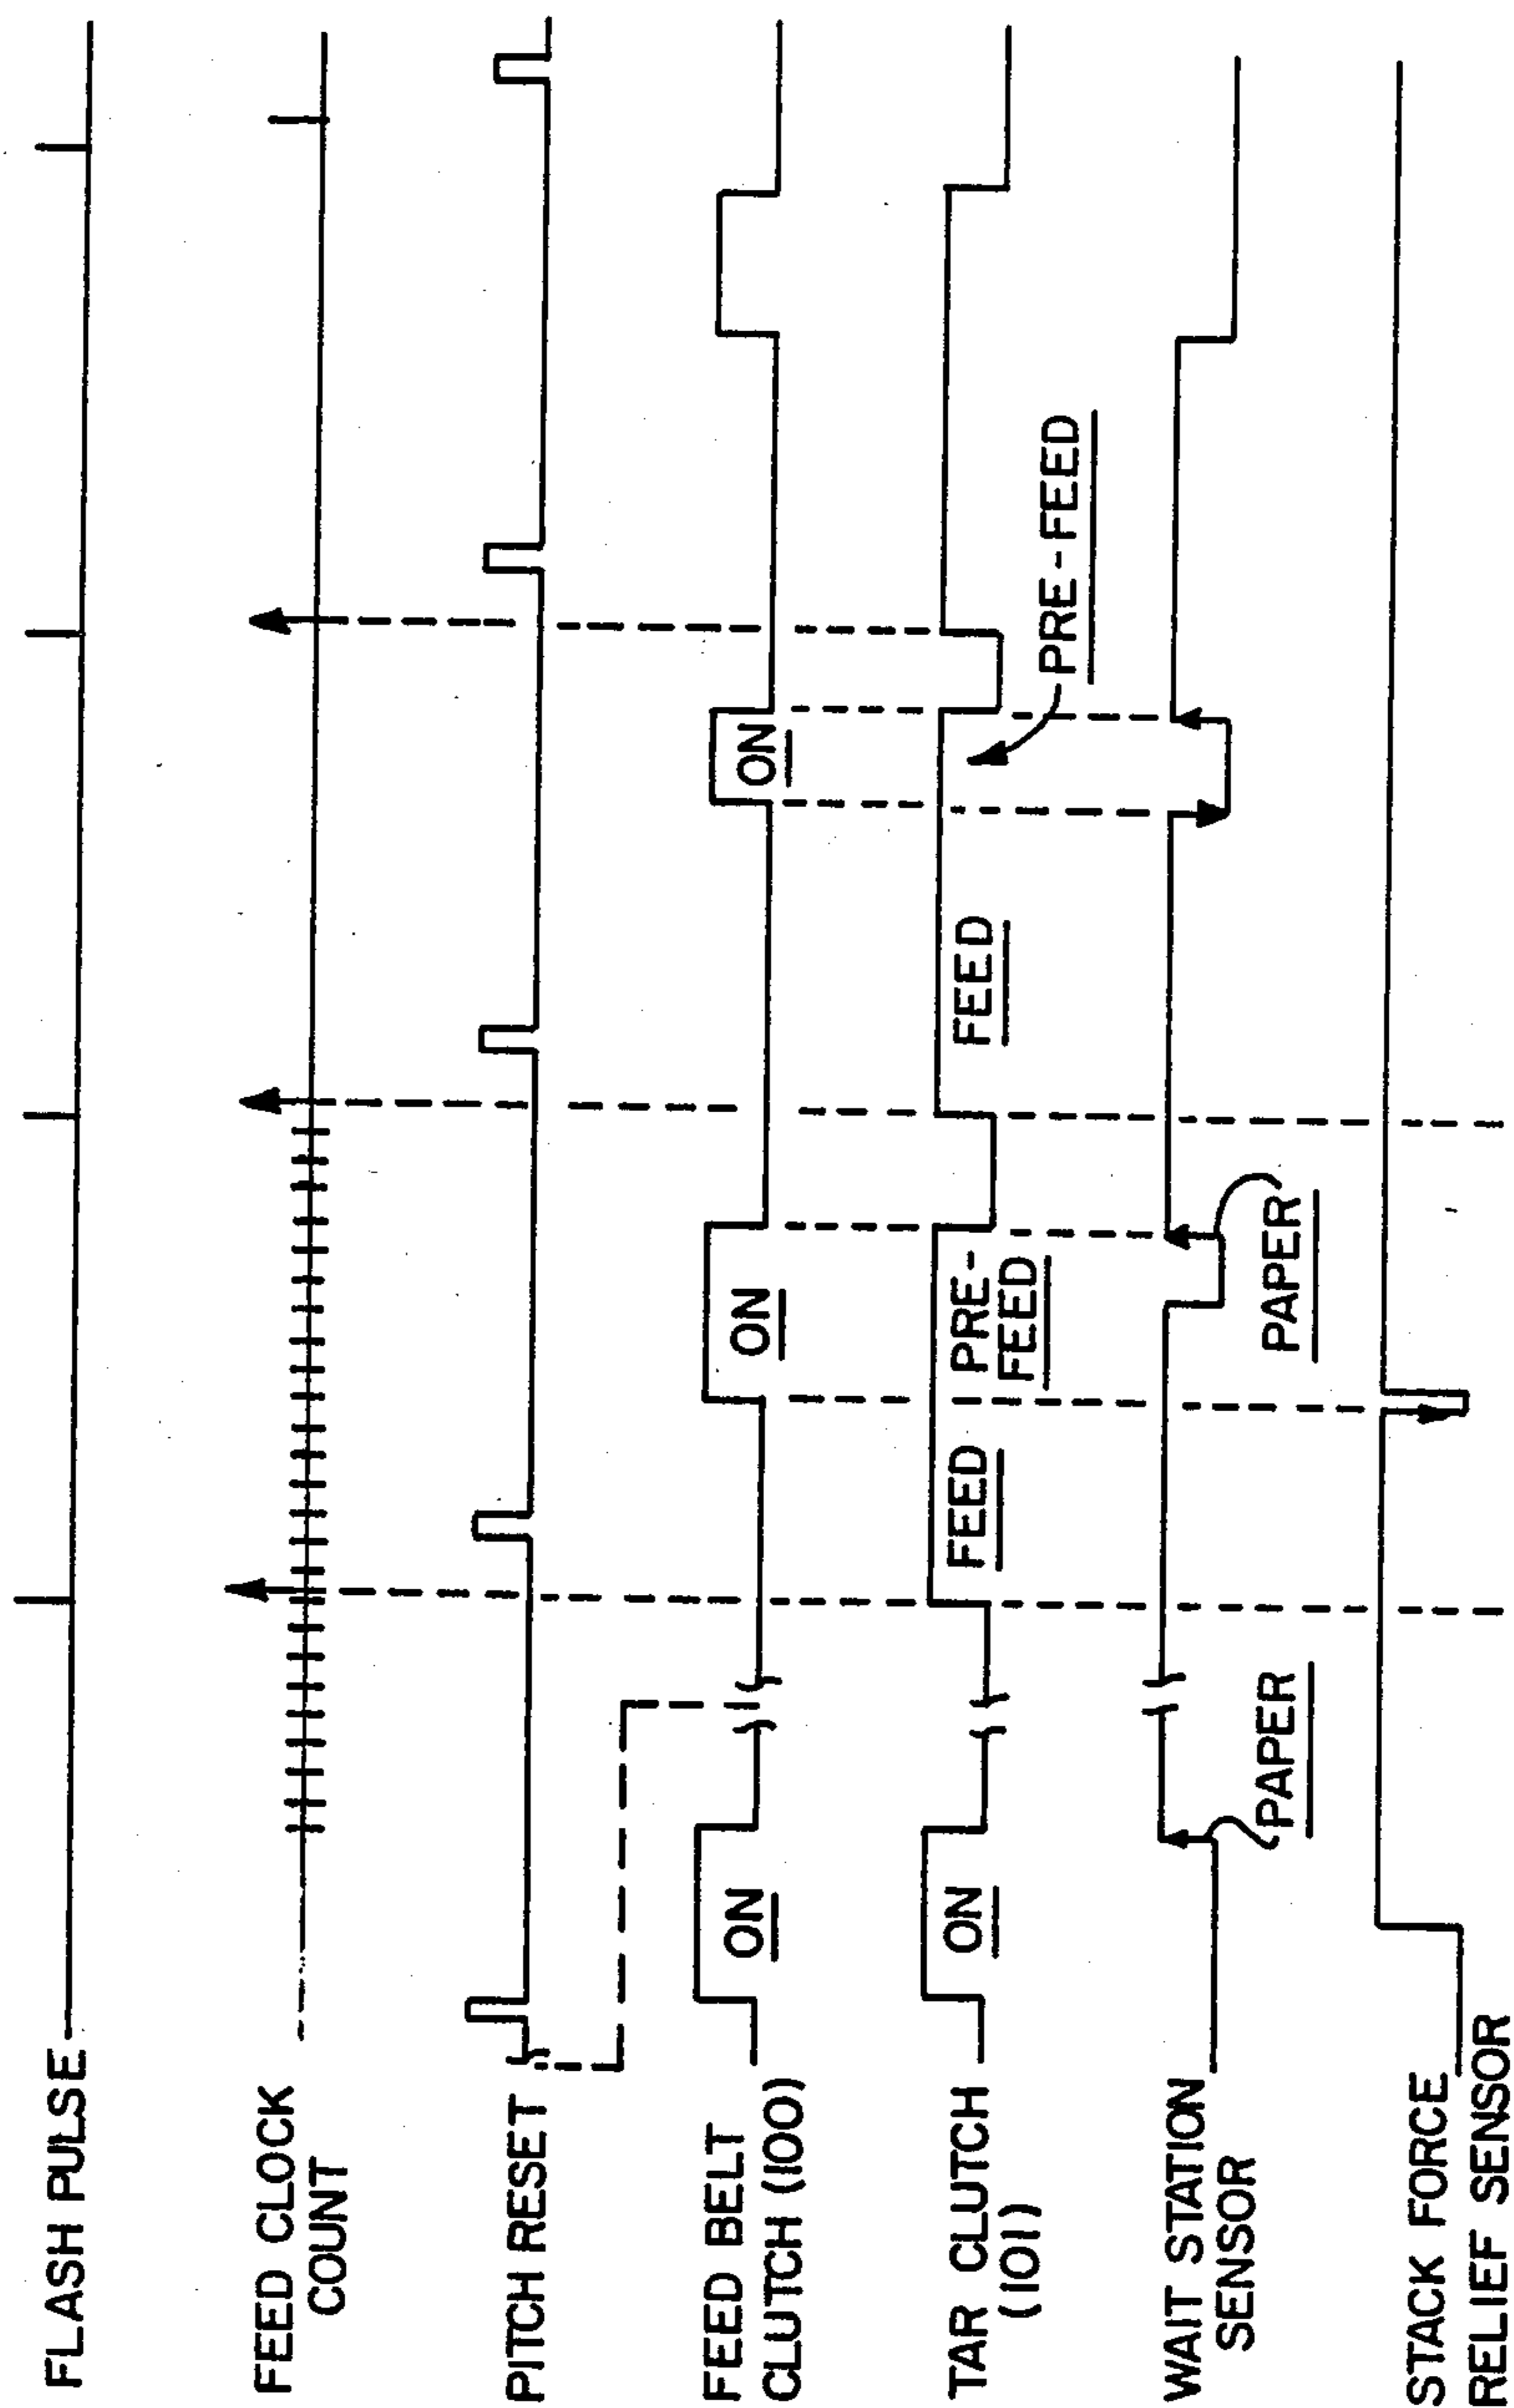 FLASH PULSE
FEED CLOCK
COUNT
PITCH RESET
FEED BELT
CLUTCH (100)
ON
ON
ON
TAR CLUTCH
(101)
ON
FEED
PRE-
FEED
FEED
PRE-FEED
WAIT STATION
SENSOR
PAPER
PAPER
STACK FORCE
RELIEF SENSOR